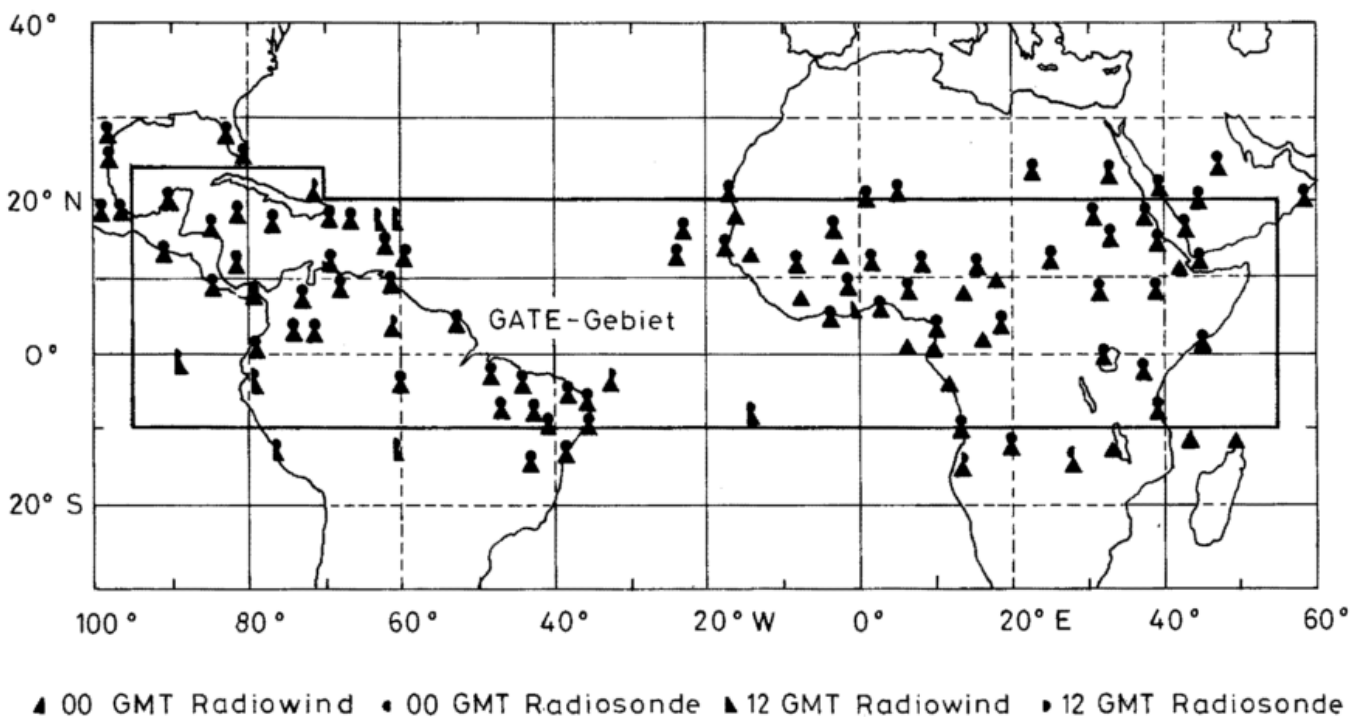 40°
20° N
0°
20° S
GATE-Gebiet
100° 80° 60° 40° 20° W 0° 20° E 40° 60°
00 GMT Radiowind 00 GMT Radiosonde 12 GMT Radiowind 12 GMT Radiosonde